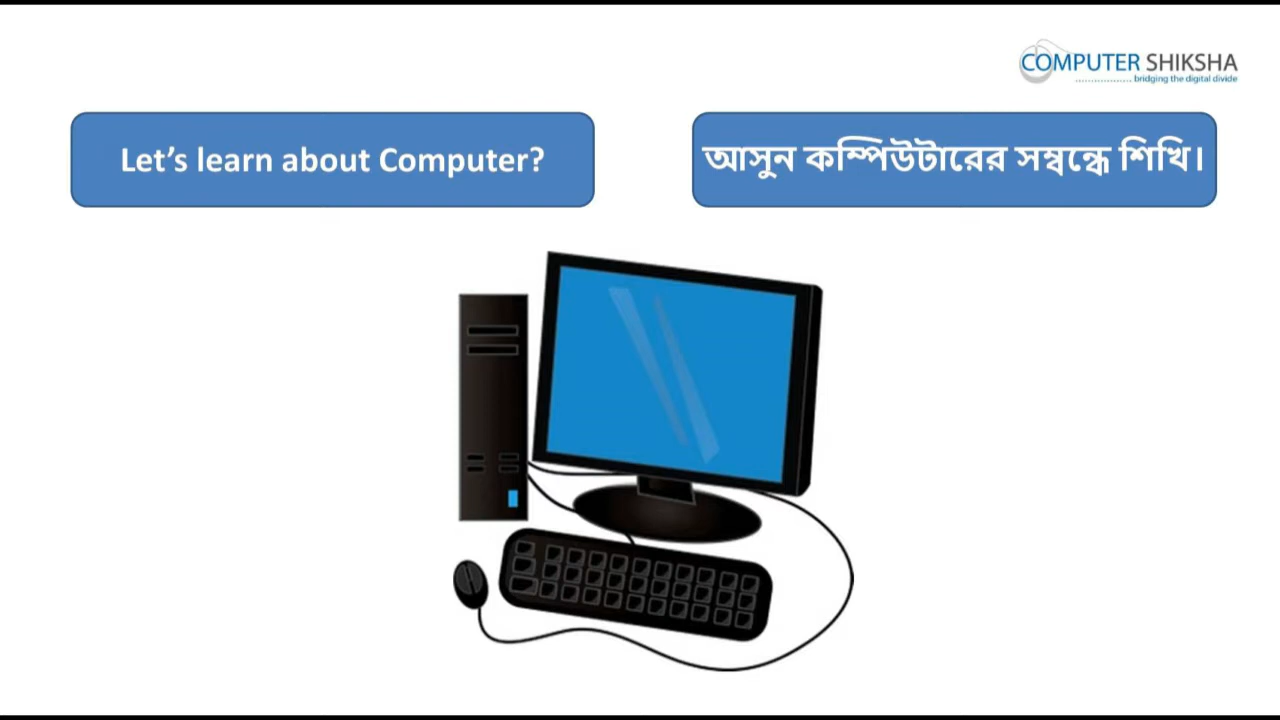 COMPUTER SHIKSHA
bridging the digital divide
Let’s learn about Computer?
আসুন কম্পিউটারের সম্বন্ধে শিখি।